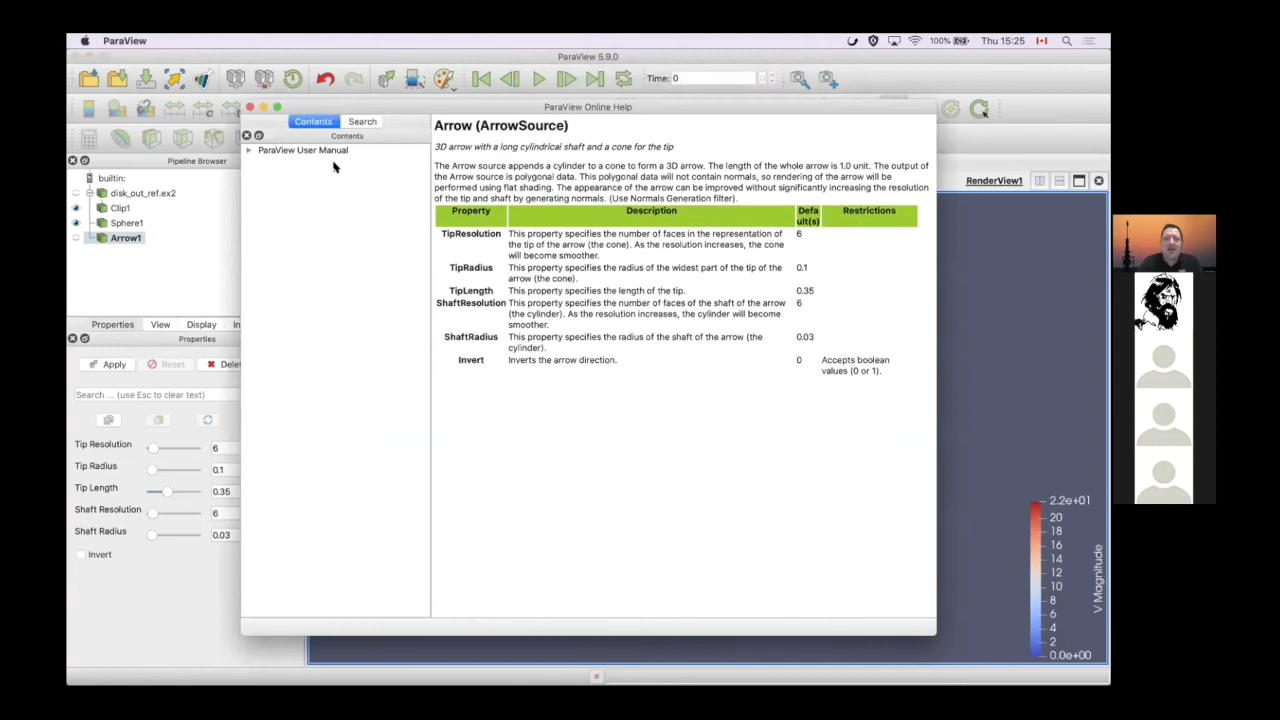 ParaView
100%
Thu 15:25
ParaView 5.9.0
Time: 0
ParaView Online Help
Contents
Search
Contents
ParaView User Manual
Pipeline Browser
builtin:
disk_out_ref.ex2
Clip1
Sphere1
Arrow1
Properties
View
Display
In
Properties
Apply
Reset
Delet
Search ... (use Esc to clear text)
Tip Resolution
6
Tip Radius
0.1
Tip Length
0.35
Shaft Resolution
6
Shaft Radius
0.03
Invert
Arrow (ArrowSource)
3D arrow with a long cylindrical shaft and a cone for the tip
The Arrow source appends a cylinder to a cone to form a 3D arrow. The length of the whole arrow is 1.0 unit. The output of
the Arrow source is polygonal data. This polygonal data will not contain normals, so rendering of the arrow will be
performed using flat shading. The appearance of the arrow can be improved without significantly increasing the resolution
of the tip and shaft by generating normals. (Use Normals Generation filter).
Property
Description
Defa
ult(s)
Restrictions
TipResolution
This property specifies the number of faces in the representation of
the tip of the arrow (the cone). As the resolution increases, the cone
will become smoother.
6
TipRadius
This property specifies the radius of the widest part of the tip of the
arrow (the cone).
0.1
TipLength
This property specifies the length of the tip.
0.35
ShaftResolution
This property specifies the number of faces of the shaft of the arrow
(the cylinder). As the resolution increases, the cylinder will become
smoother.
6
ShaftRadius
This property specifies the radius of the shaft of the arrow (the
cylinder).
0.03
Invert
Inverts the arrow direction.
0
Accepts boolean
values (0 or 1).
RenderView1
2.2e+01
20
18
16
14
12
10
8
6
4
2
0.0e+00
V Magnitude